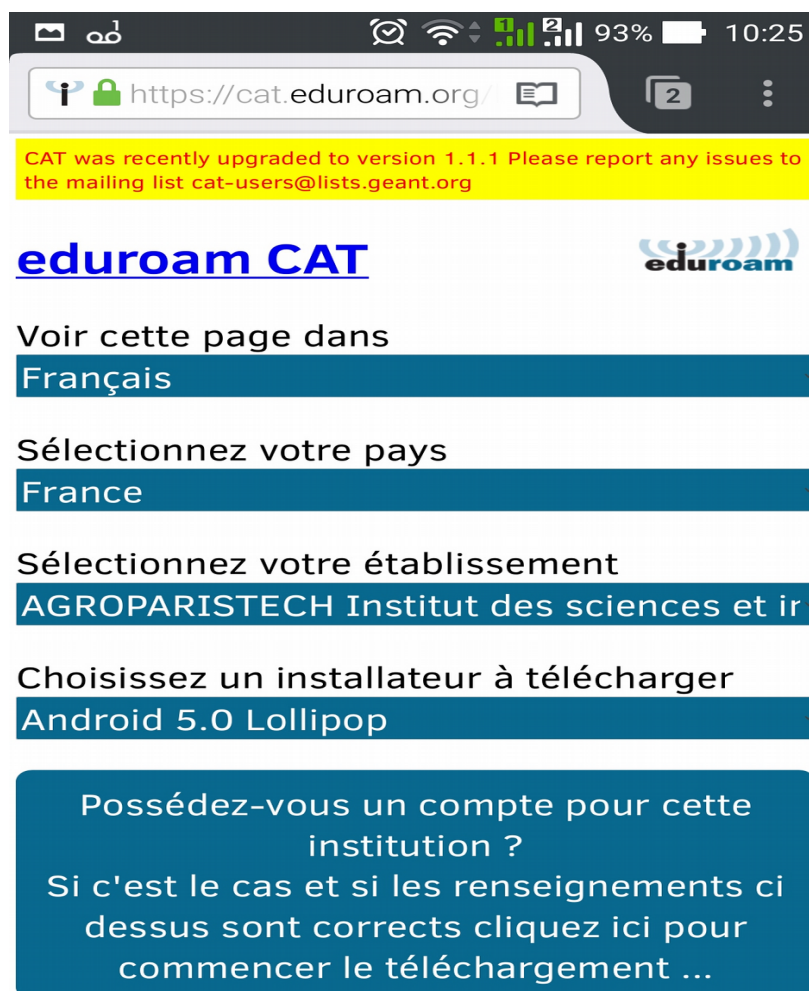 1 2 93% 10:25
https://cat.eduroam.org/ 2
CAT was recently upgraded to version 1.1.1 Please report any issues to
the mailing list cat-users@lists.geant.org
eduroam CAT
eduroam
Voir cette page dans
Français
Sélectionnez votre pays
France
Sélectionnez votre établissement
AGROPARISTECH Institut des sciences et
Choisissez un installateur à télécharger
Android 5.0 Lollipop
Possédez-vous un compte pour cette
institution ?
Si c'est le cas et si les renseignements ci
dessus sont corrects cliquez ici pour
commencer le téléchargement ...